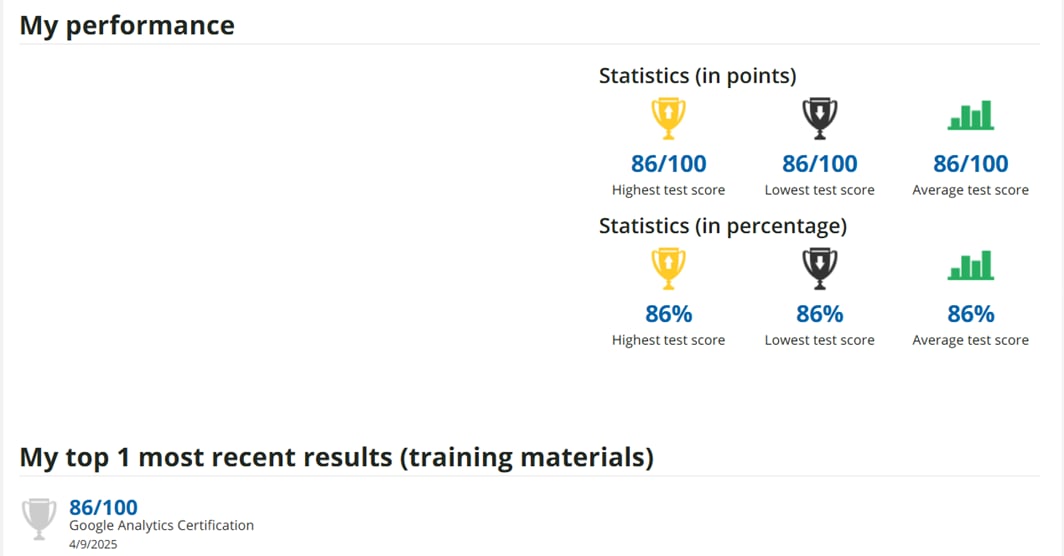 My performance
Statistics (in points)
86/100 86/100 86/100
Highest test score Lowest test score Average test score
Statistics (in percentage)
86% 86% 86%
Highest test score Lowest test score Average test score
My top 1 most recent results (training materials)
86/100
Google Analytics Certification
4/9/2025